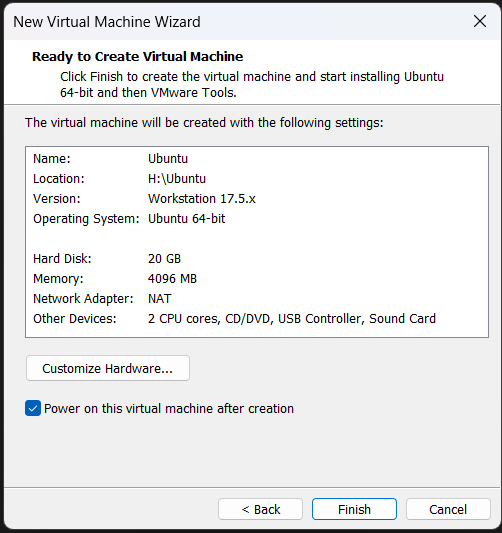 New Virtual Machine Wizard
Ready to Create Virtual Machine
Click Finish to create the virtual machine and start installing Ubuntu
64-bit and then VMware Tools.
The virtual machine will be created with the following settings:
Name: Ubuntu
Location: H:\Ubuntu
Version: Workstation 17.5.x
Operating System: Ubuntu 64-bit
Hard Disk: 20 GB
Memory: 4096 MB
Network Adapter: NAT
Other Devices: 2 CPU cores, CD/DVD, USB Controller, Sound Card
Customize Hardware...
Power on this virtual machine after creation
< Back Finish Cancel